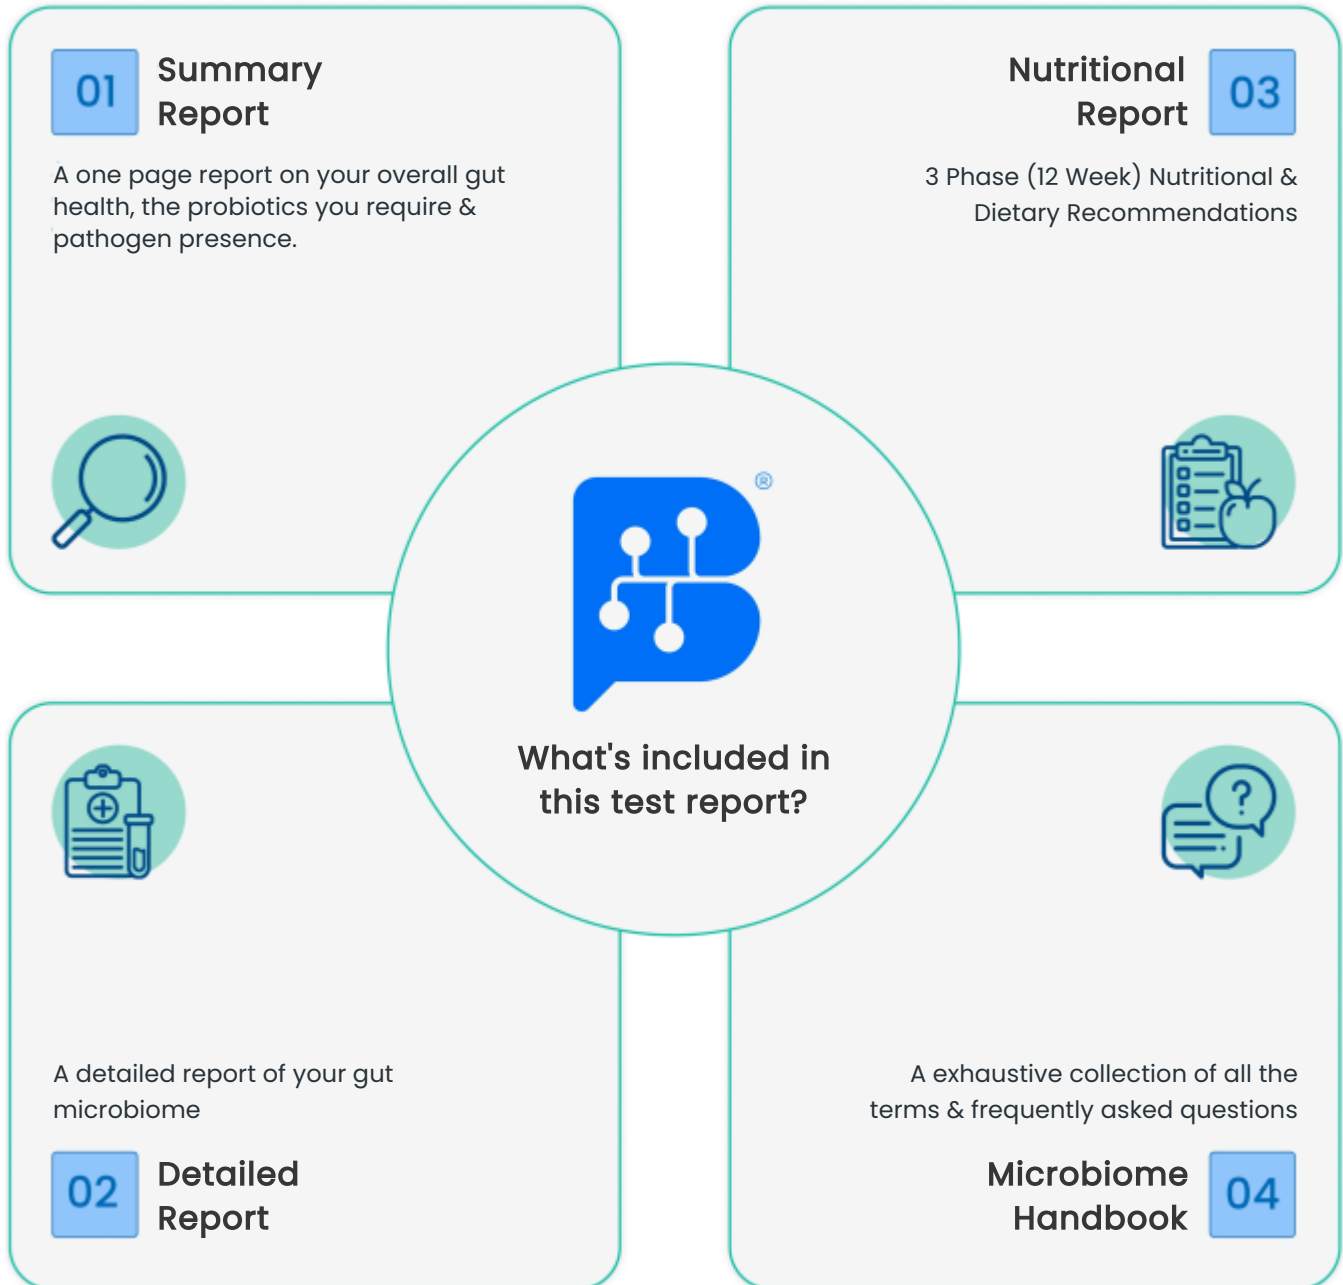 01
Summary
Report
A one page report on your overall gut
health, the probiotics you require &
pathogen presence.
Nutritional
Report
03
3 Phase (12 Week) Nutritional &
Dietary Recommendations
®
What's included in
this test report?
A detailed report of your gut
microbiome
02
Detailed
Report
?
A exhaustive collection of all the
terms & frequently asked questions
Microbiome
Handbook
04